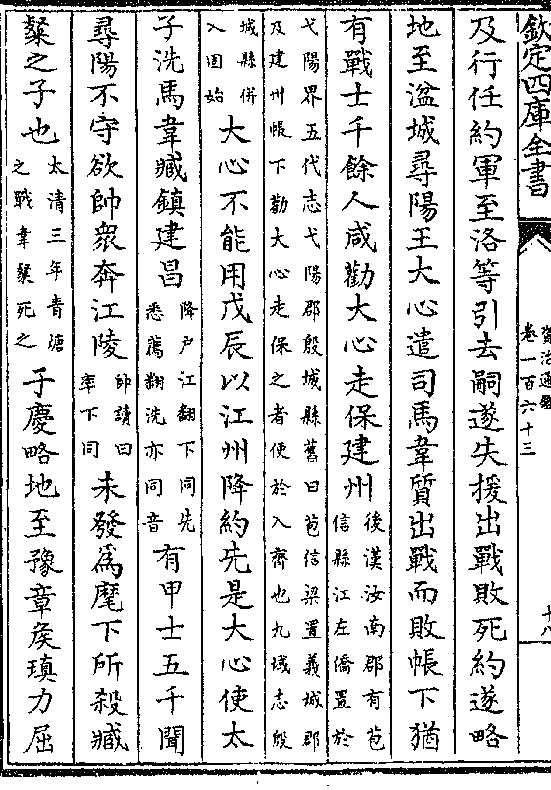 欽定四庫全書
資治通鑑
卷一百六十三
十八
及行任約軍至洛等引去嗣遂失援出戰敗死約遂略
地至湓城尋陽王大心遣司馬韋質出戰而敗帳下猶
有戰士千餘人咸勸大心走保建州
後漢汝南郡有苞
信縣江左僑置於
弋陽界五代志弋陽郡殷城縣舊曰苞信梁置義城郡
及建州帳下勸大心走保之者便於入齊也九域志殷
城縣併
入固始
大心不能用戊辰以江州降約先是大心使太
子洗馬韋臧鎮建昌
降户江翻下同先
悉薦翻洗亦同音
有甲士五千聞
尋陽不守欲帥衆奔江陵
帥讀曰
率下同
未發為麾下所殺臧
粲之子也
太清三年青塘
之戰韋粲死之
于慶略地至豫章侯瑱力屈